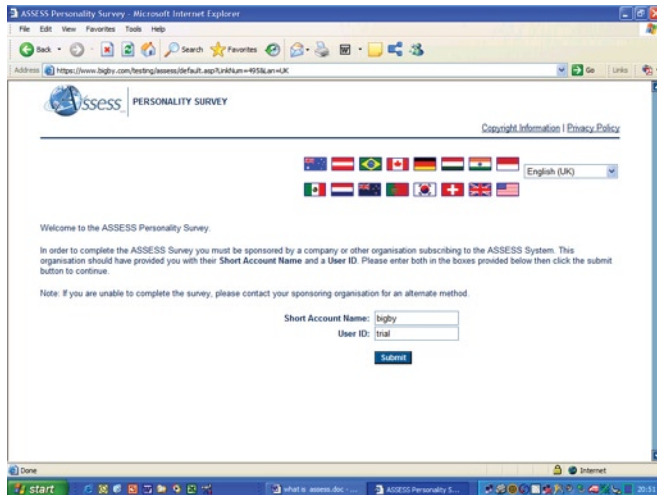 ASSESS Personality Survey - Microsoft Internet Explorer
File Edit View Favorites Tools Help
Back Search Favorites
Address https://www.bigby.com/testing/assess/default.asp?LinkNum=495&Lan=UK Go Links
Assess PERSONALITY SURVEY
Copyright Information | Privacy Policy
English (UK)
Welcome to the ASSESS Personality Survey.
In order to complete the ASSESS Survey you must be sponsored by a company or other organisation subscribing to the ASSESS System. This
organisation should have provided you with their Short Account Name and a User ID. Please enter both in the boxes provided below then click the submit
button to continue.
Note: If you are unable to complete the survey, please contact your sponsoring organisation for an alternate method.
Short Account Name: bigby
User ID: trial
Submit
Done Internet
start what is assess.doc - ... ASSESS Personality S... 20:51